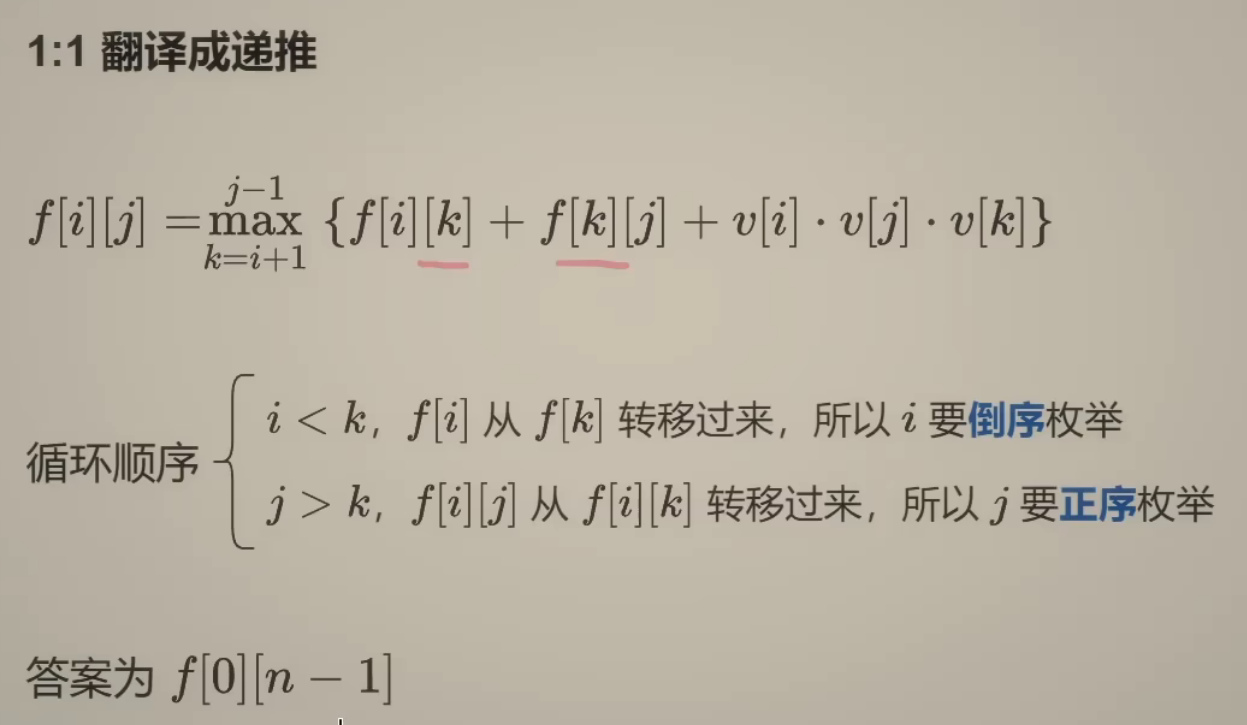 1:1 翻译成递推
f[i][j] = max_{k=i+1}^{j−1} {f[i][k] + f[k][j] + v[i] · v[j] · v[k]}
循环顺序 { i < k，f[i] 从 f[k] 转移过来，所以 i 要倒序枚举
j > k，f[i][j] 从 f[i][k] 转移过来，所以 j 要正序枚举
答案为 f[0][n − 1]